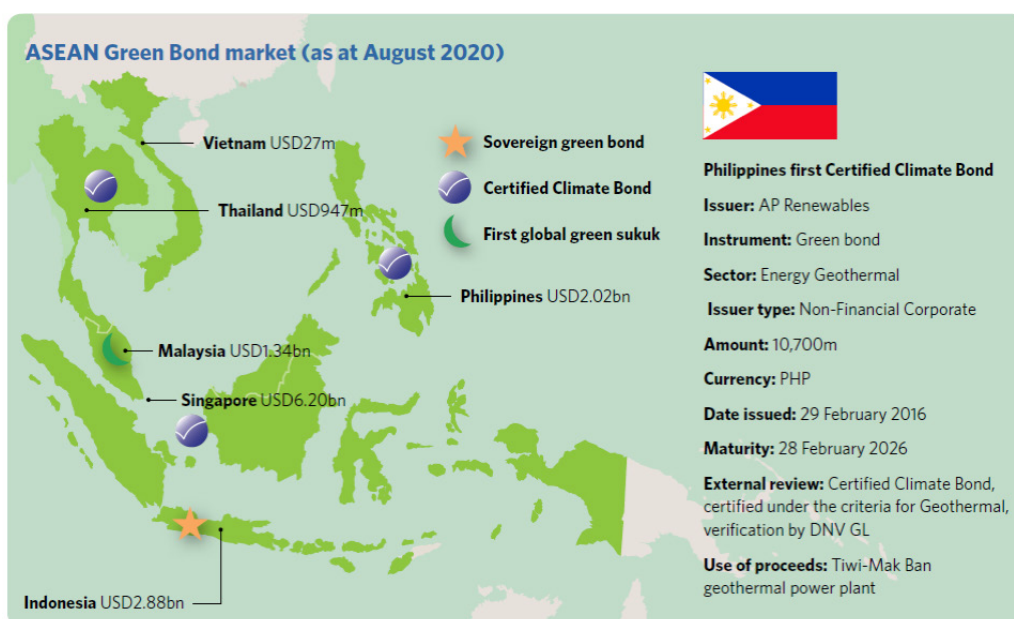 ASEAN Green Bond market (as at August 2020)
Vietnam USD27m
Thailand USD947m
Malaysia USD1.34bn
Singapore USD6.20bn
Indonesia USD2.88bn
Philippines USD2.02bn
Sovereign green bond
Certified Climate Bond
First global green sukuk
Philippines first Certified Climate Bond
Issuer: AP Renewables
Instrument: Green bond
Sector: Energy Geothermal
Issuer type: Non-Financial Corporate
Amount: 10,700m
Currency: PHP
Date issued: 29 February 2016
Maturity: 28 February 2026
External review: Certified Climate Bond,
certified under the criteria for Geothermal,
verification by DNV GL
Use of proceeds: Tiwi-Mak Ban
geothermal power plant